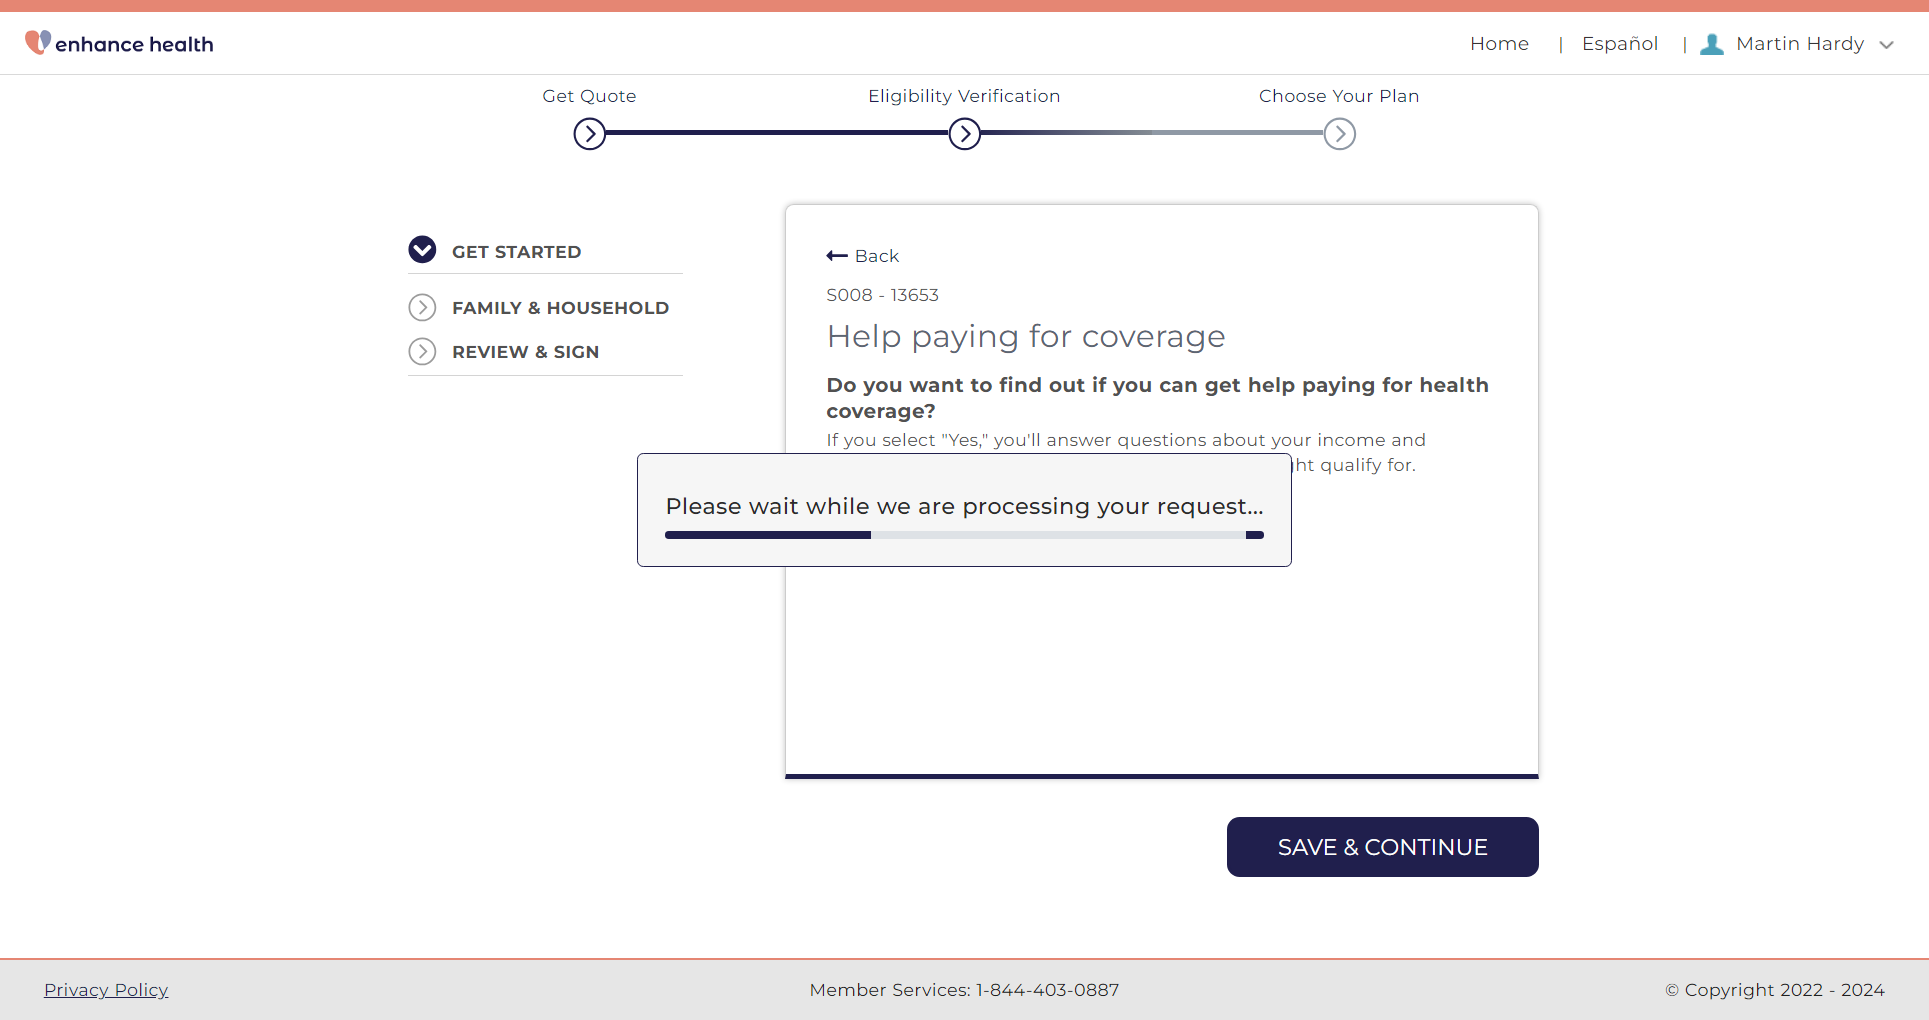 enhance health
Home | Español | Martin Hardy
Get Quote
Eligibility Verification
Choose Your Plan
GET STARTED
FAMILY & HOUSEHOLD
REVIEW & SIGN
Back
S008 - 13653
Help paying for coverage
Do you want to find out if you can get help paying for health
coverage?
If you select "Yes," you'll answer questions about your income and
qualify for.
Please wait while we are processing your request...
SAVE & CONTINUE
Privacy Policy
Member Services: 1-844-403-0887
© Copyright 2022 - 2024